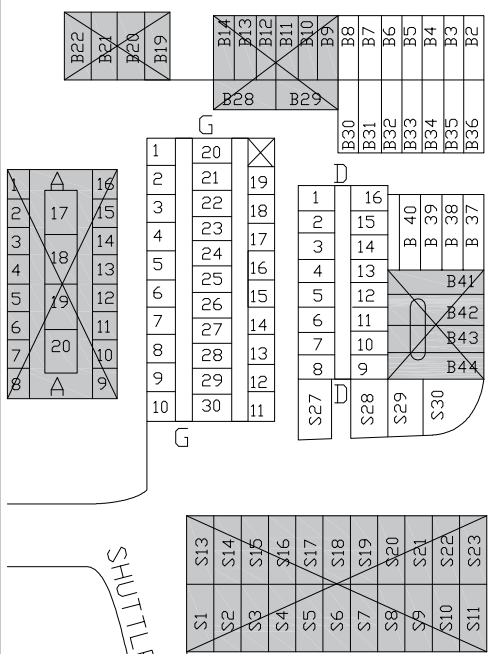 B22 B21 B20 B19
B14 B13 B12 B11 B10 B9 B8 B7 B6 B5 B4 B3 B2
B28 B29
B30 B31 B32 B33 B34 B35 B36
G
1 2 3 4 5 6 7 8 9 10
20 21 22 23 24 25 26 27 28 29 30
19 18 17 16 15 14 13 12 11
G
A
1 2 3 4 5 6 7 8
17 18 19 20
16 15 14 13 12 11 10 9
A
D
1 2 3 4 5 6 7 8
16 15 14 13 12 11 10 9
D
B 40 B 39 B 38 B 37
B41
B42
B43
B44
S27 S28 S29 S30
S13 S14 S15 S16 S17 S18 S19 S20 S21 S22 S23
S1 S2 S3 S4 S5 S6 S7 S8 S9 S10 S11
SHUTTLE